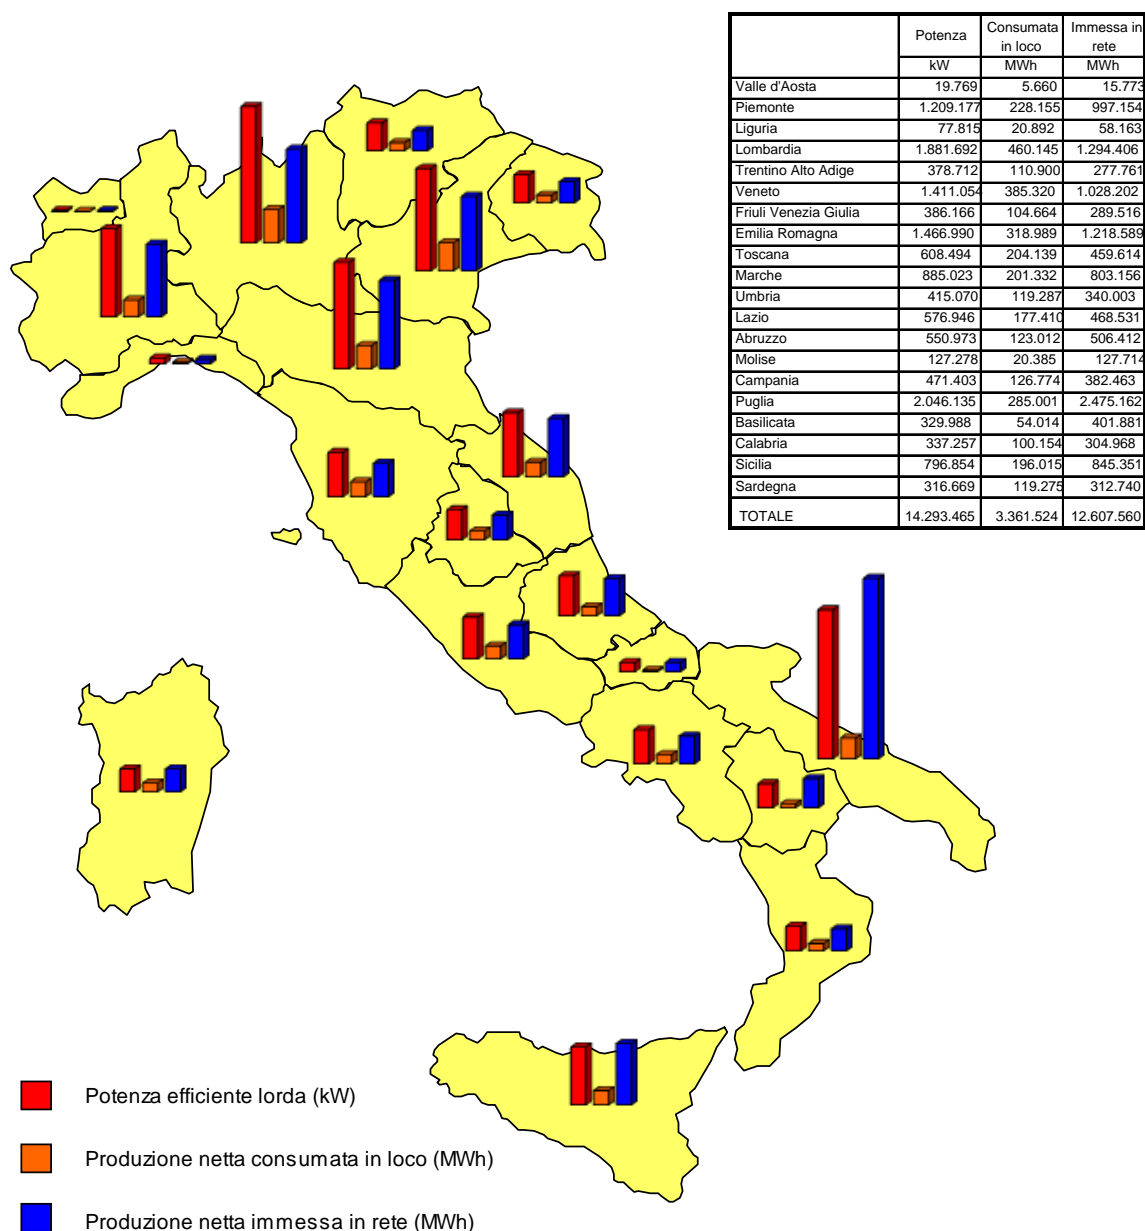 Potenza Consumata in loco Immessa in rete
kW MWh MWh
Valle d'Aosta 19.769 5.660 15.773
Piemonte 1.209.177 228.155 997.154
Liguria 77.815 20.892 58.163
Lombardia 1.881.692 460.145 1.294.406
Trentino Alto Adige 378.712 110.900 277.761
Veneto 1.411.054 385.320 1.028.202
Friuli Venezia Giulia 386.166 104.664 289.516
Emilia Romagna 1.466.990 318.989 1.218.589
Toscana 608.494 204.139 459.614
Marche 885.023 201.332 803.156
Umbria 415.070 119.287 340.003
Lazio 576.946 177.410 468.531
Abruzzo 550.973 123.012 506.412
Molise 127.278 20.385 127.714
Campania 471.403 126.774 382.463
Puglia 2.046.135 285.001 2.475.162
Basilicata 329.988 54.014 401.881
Calabria 337.257 100.154 304.968
Sicilia 796.854 196.015 845.351
Sardegna 316.669 119.275 312.740
TOTALE 14.293.465 3.361.524 12.607.560
Potenza efficiente lorda (kW)
Produzione netta consumata in loco (MWh)
Produzione netta immessa in rete (MWh)